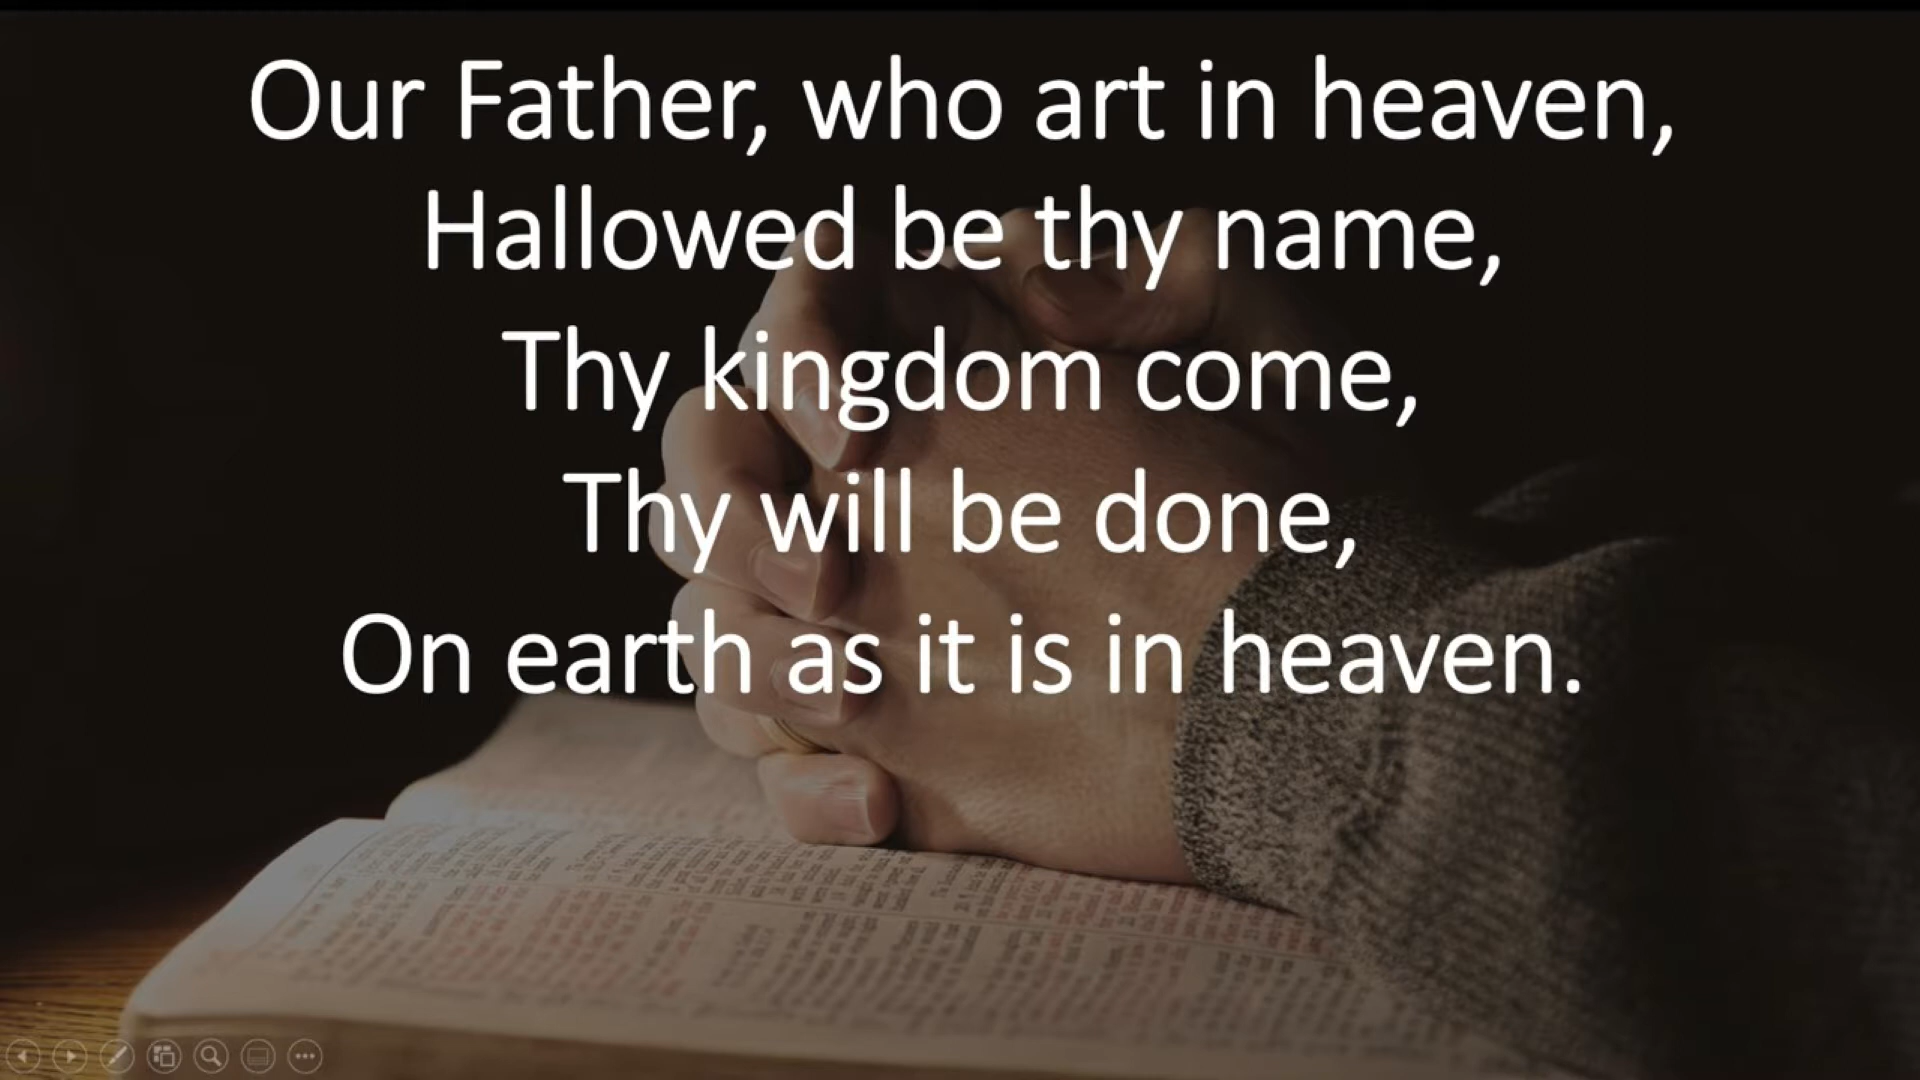 Our Father, who art in heaven,
Hallowed be thy name,
Thy kingdom come,
Thy will be done,
On earth as it is in heaven.